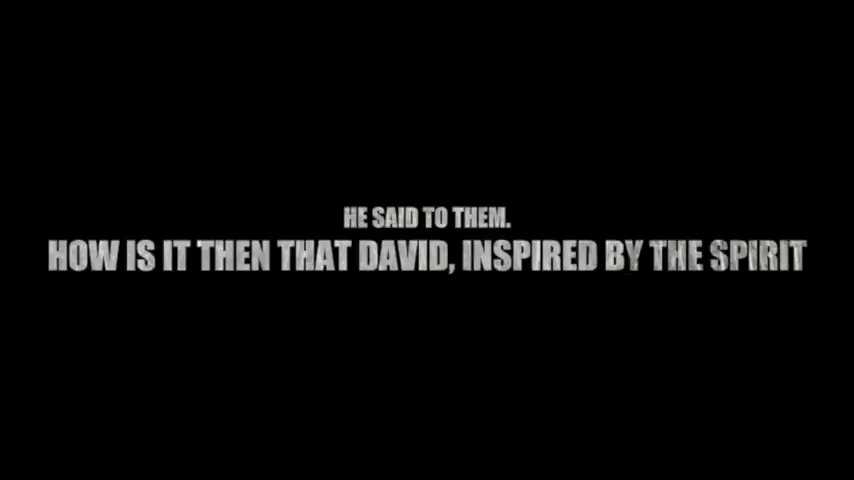 HE SAID TO THEM.
HOW IS IT THEN THAT DAVID, INSPIRED BY THE SPIRIT